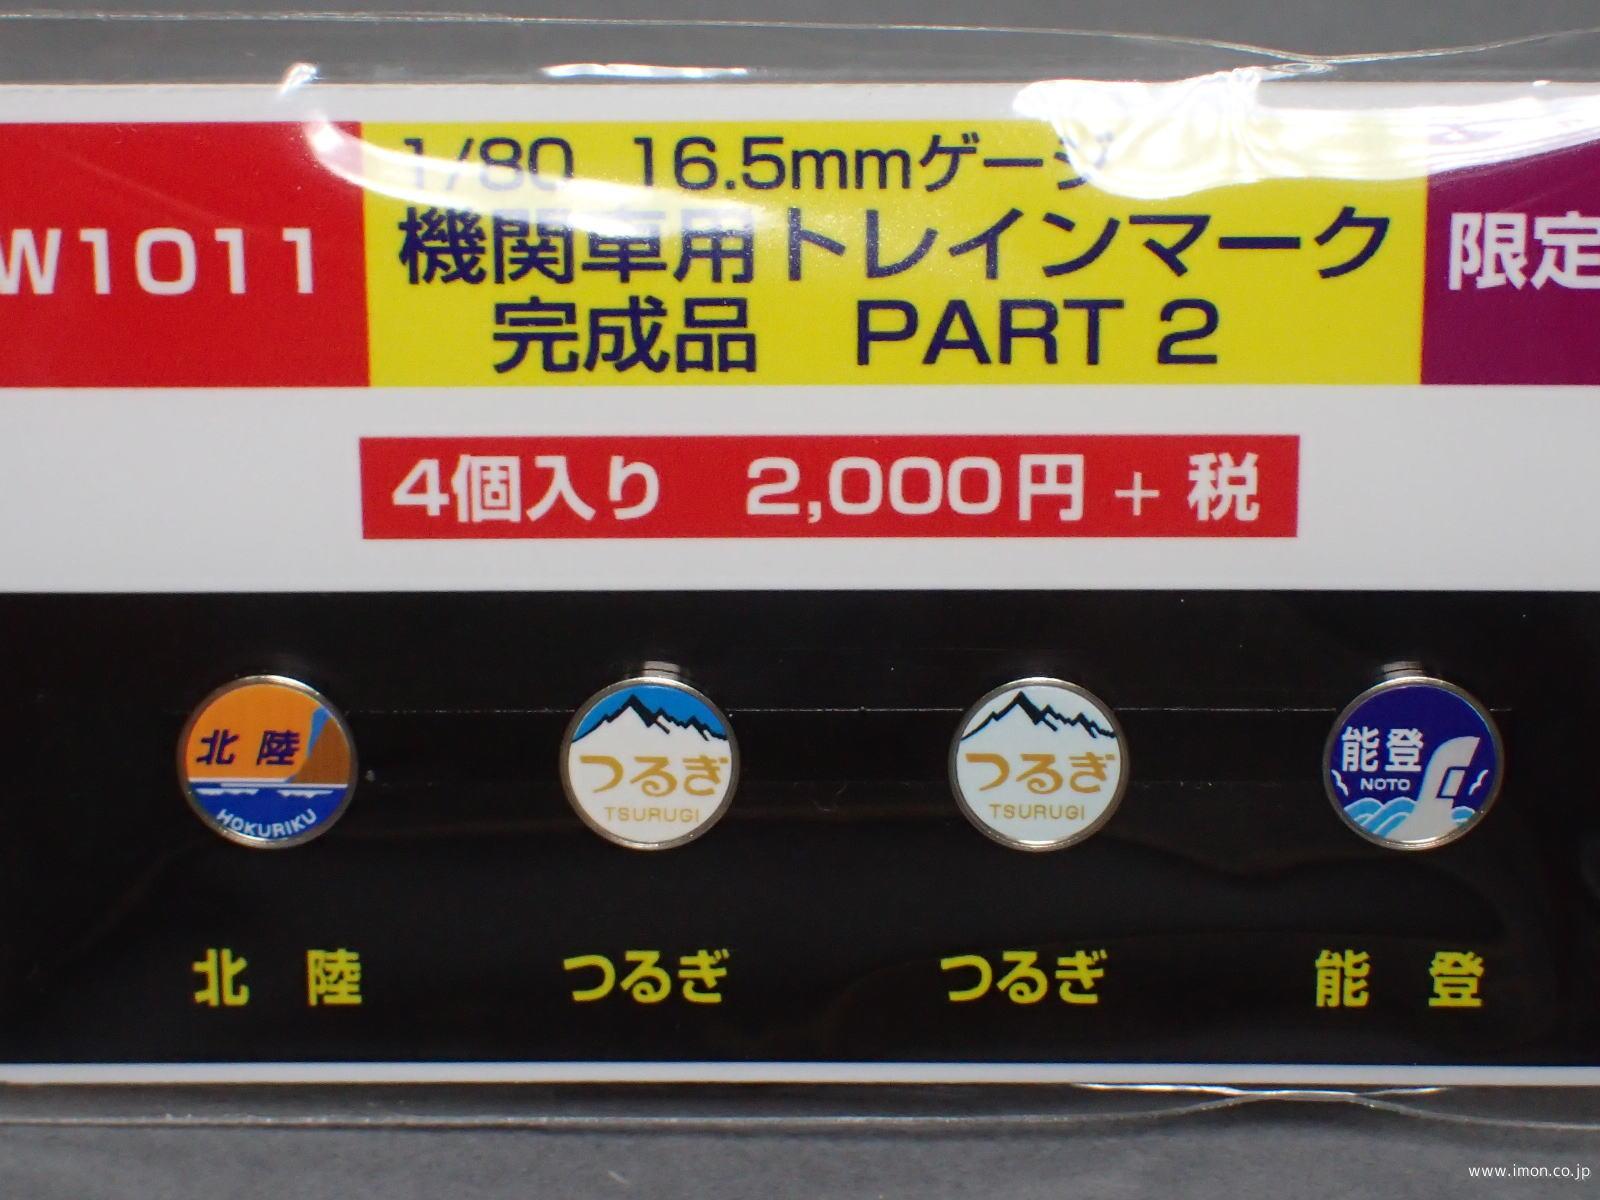 W1011
1/80 16.5mmゲージ
機関車用トレインマーク
完成品 PART 2
限定
4個入り 2,000円 + 税
北陸
HOKURIKU
つるぎ
TSURUGI
つるぎ
TSURUGI
能登
NOTO
北 陸
つるぎ
つるぎ
能 登
www.imon.co.jp